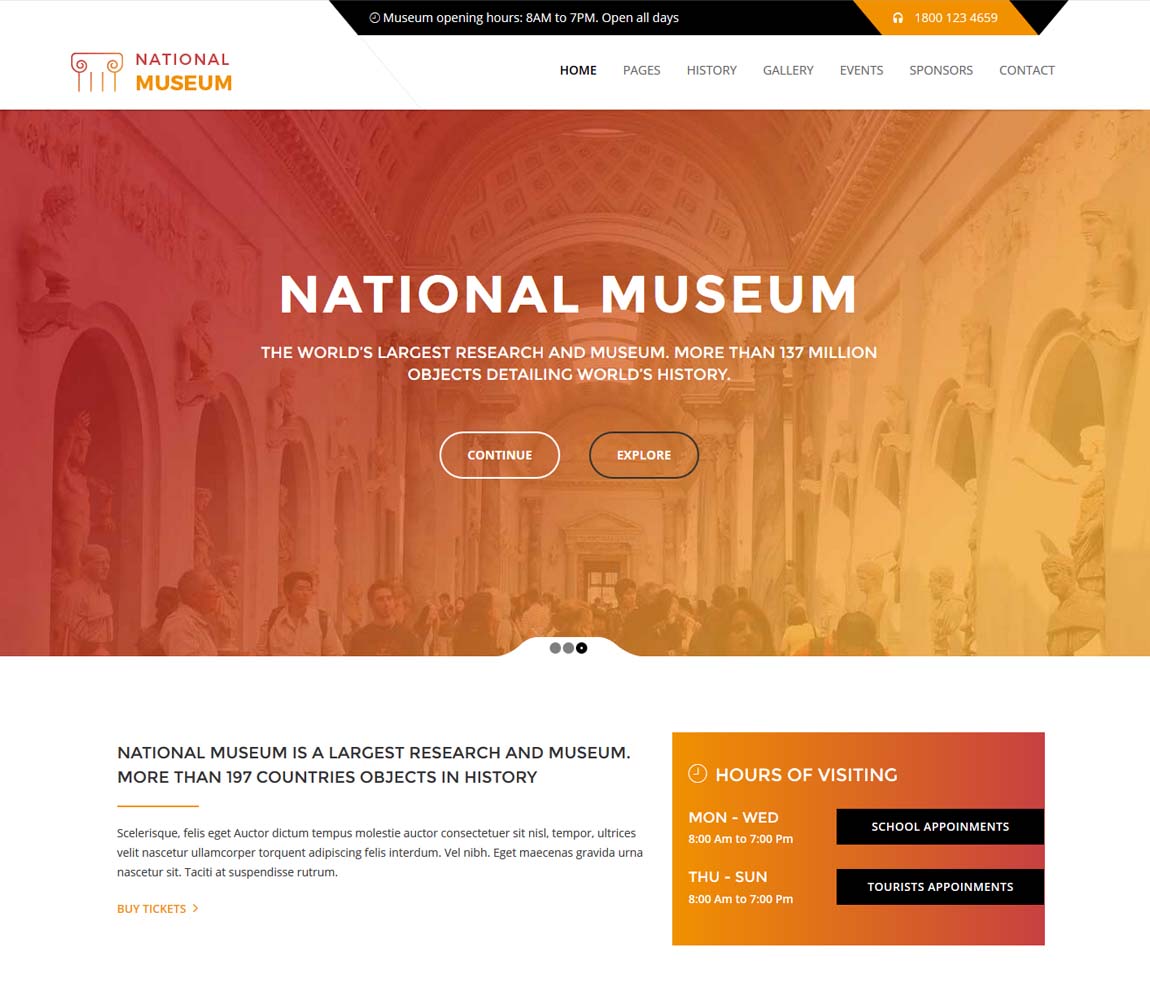 Museum opening hours: 8AM to 7PM. Open all days
1800 123 4659
NATIONAL
MUSEUM
HOME PAGES HISTORY GALLERY EVENTS SPONSORS CONTACT
NATIONAL MUSEUM
THE WORLD'S LARGEST RESEARCH AND MUSEUM. MORE THAN 137 MILLION
OBJECTS DETAILING WORLD'S HISTORY.
CONTINUE EXPLORE
NATIONAL MUSEUM IS A LARGEST RESEARCH AND MUSEUM.
MORE THAN 197 COUNTRIES OBJECTS IN HISTORY
Scelerisque, felis eget Auctor dictum tempus molestie auctor consectetuer sit nisl, tempor, ultrices
velit nascetur ullamcorper torquent adipiscing felis interdum. Vel nibh. Eget maecenas gravida urna
nascetur sit. Taciti at suspendisse rutrum.
BUY TICKETS
HOURS OF VISITING
MON - WED
8:00 Am to 7:00 Pm
SCHOOL APPOINMENTS
THU - SUN
8:00 Am to 7:00 Pm
TOURISTS APPOINMENTS